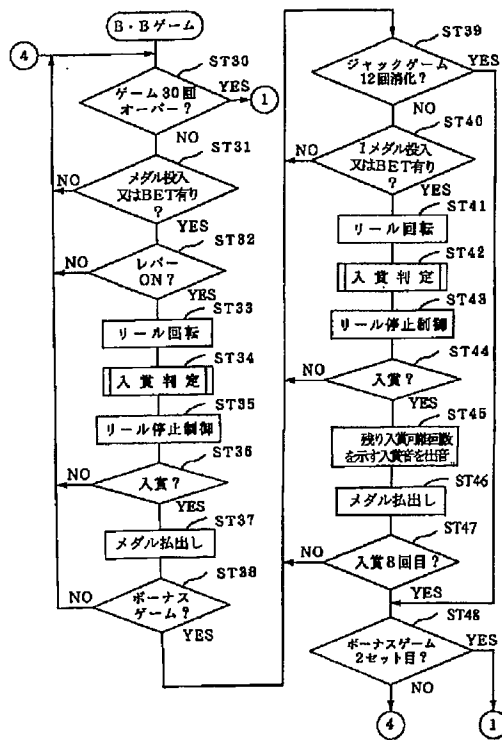 B・Bゲーム
4
ST30
ゲーム30回
オーバー？
YES
1
NO
ST31
メダル投入
又はBET有り
？
NO
YES
ST32
レバー
ON？
NO
YES
ST33
リール回転
ST34
入賞判定
ST35
リール停止制御
ST36
入賞？
NO
YES
ST37
メダル払出し
ST38
ボーナス
ゲーム？
NO
YES
ST39
ジャックゲーム
12回消化？
YES
NO
ST40
1メダル投入
又はBET有り
？
NO
YES
ST41
リール回転
ST42
入賞判定
ST43
リール停止制御
ST44
入賞？
NO
YES
ST45
残り入賞可能回数
を示す入賞音を出音
ST46
メダル払出し
ST47
入賞8回目？
NO
YES
ST48
ボーナスゲーム
2セット目？
YES
NO
4
1